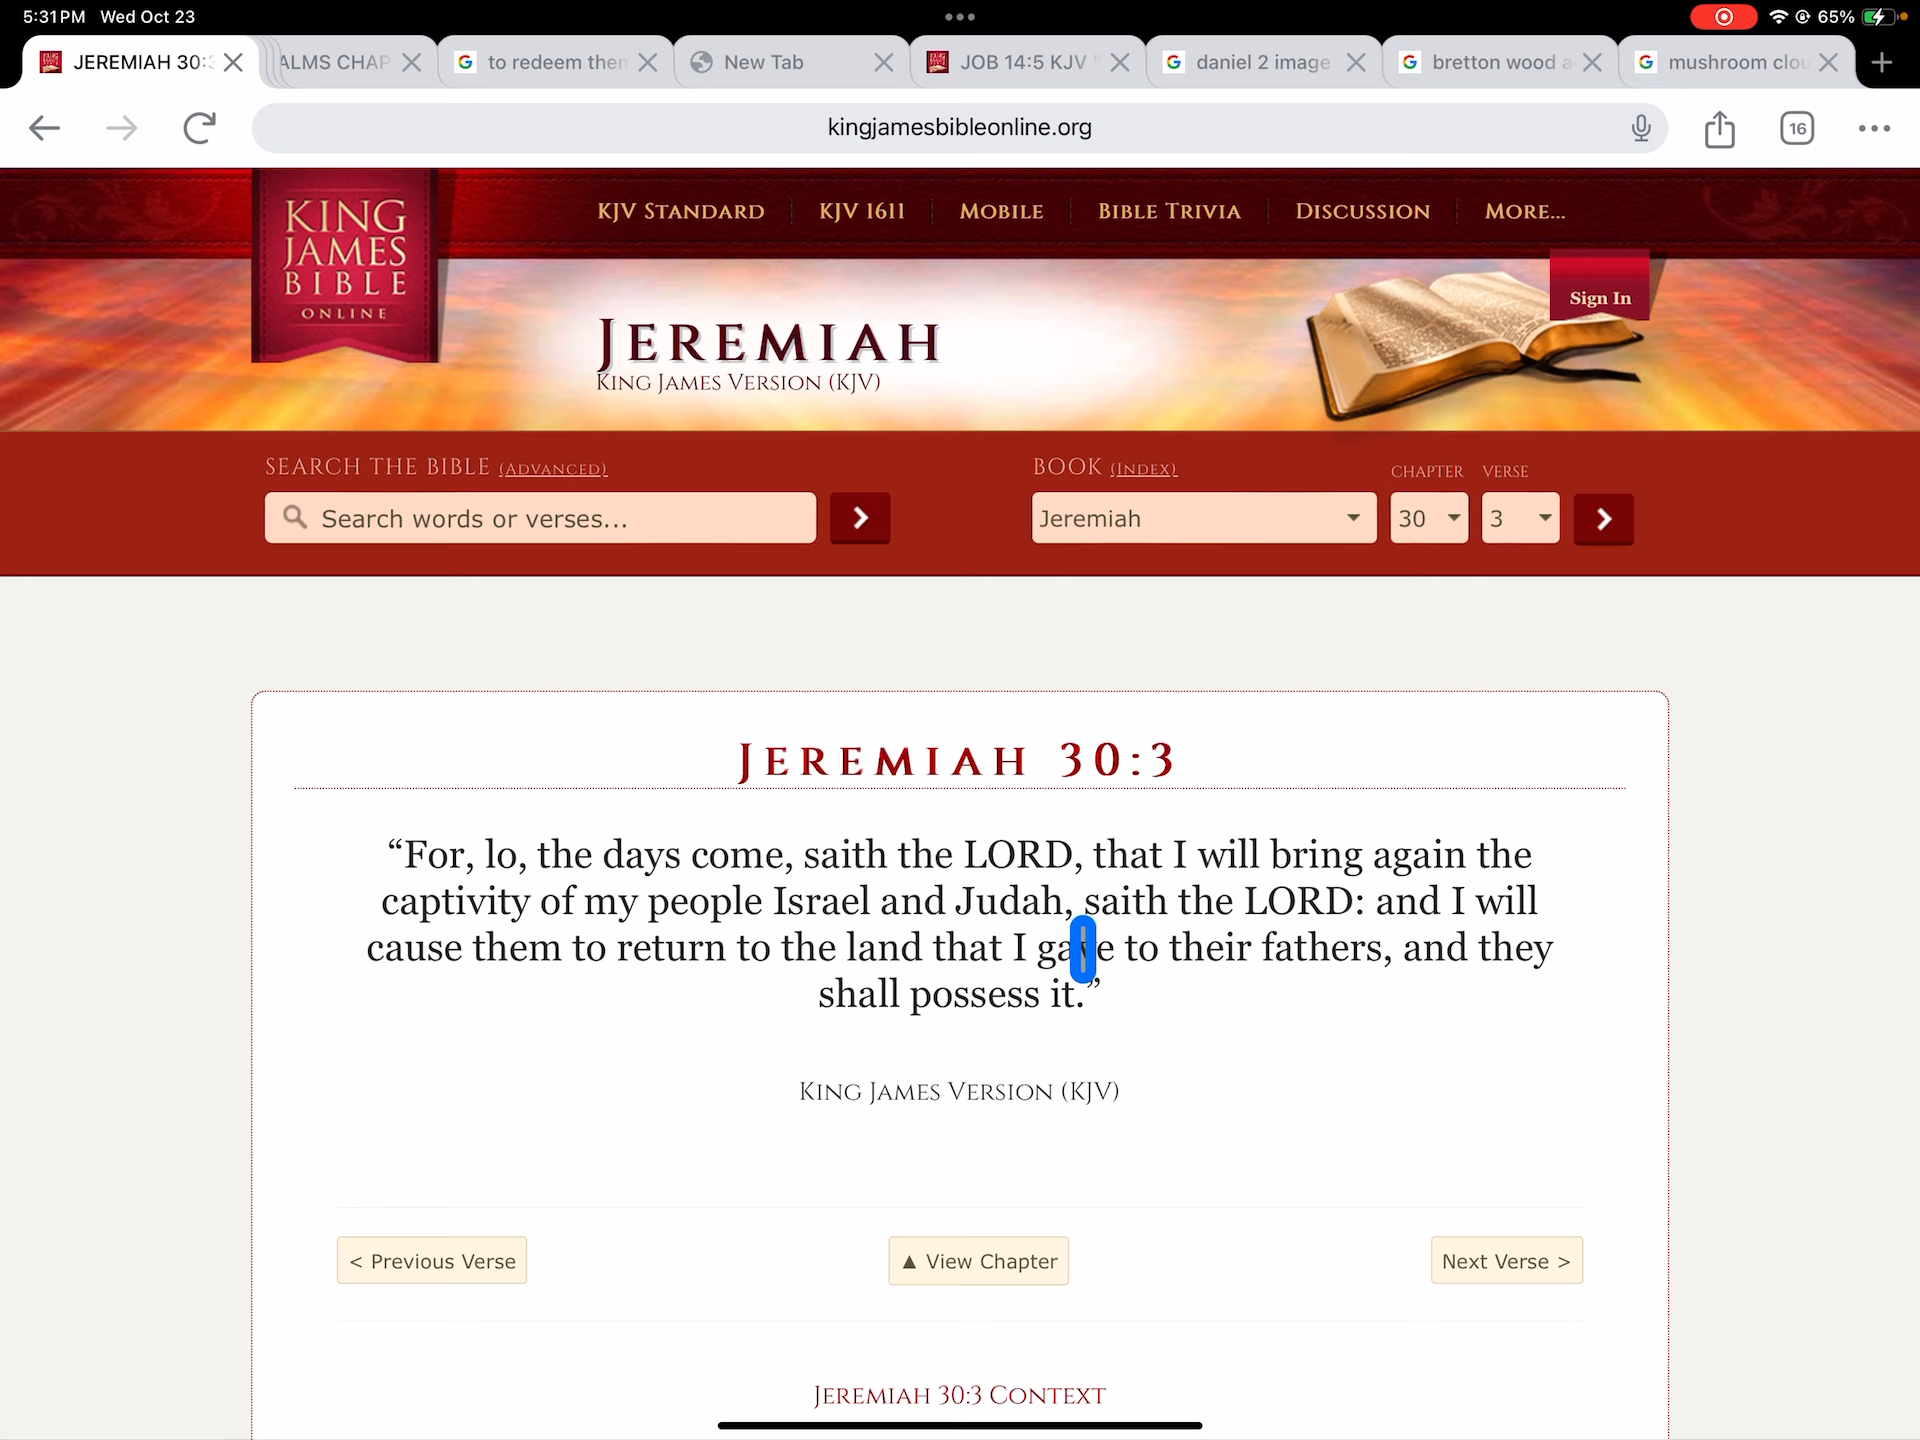 5:31PM Wed Oct 23
65%
JEREMIAH 30:3
ALMS CHAP
to redeem then
New Tab
JOB 14:5 KJV "
daniel 2 image
bretton wood a
mushroom clou
kingjamesbibleonline.org
16
KING
JAMES
BIBLE
ONLINE
KJV STANDARD
KJV 1611
MOBILE
BIBLE TRIVIA
DISCUSSION
MORE...
Sign In
JEREMIAH
KING JAMES VERSION (KJV)
SEARCH THE BIBLE (ADVANCED)
BOOK (INDEX)
CHAPTER
VERSE
Search words or verses...
Jeremiah
30
3
JEREMIAH 30:3
“For, lo, the days come, saith the LORD, that I will bring again the
captivity of my people Israel and Judah, saith the LORD: and I will
cause them to return to the land that I gave to their fathers, and they
shall possess it.”
KING JAMES VERSION (KJV)
< Previous Verse
▲ View Chapter
Next Verse >
JEREMIAH 30:3 CONTEXT